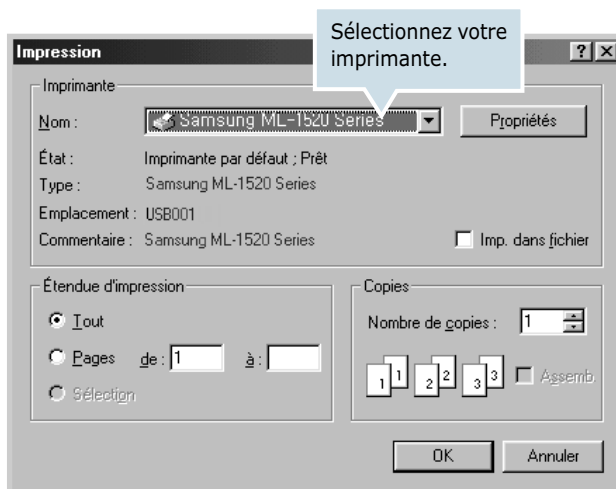 Sélectionnez votre
imprimante.
Impression
Imprimante
Nom :
Samsung ML-1520 Series
Propriétés
État :
Imprimante par défaut ; Prêt
Type :
Samsung ML-1520 Series
Emplacement :
USB001
Commentaire :
Samsung ML-1520 Series
Imp. dans fichier
Étendue d'impression
Tout
Pages
de :
1
à :
Sélection
Copies
Nombre de copies :
1
1 1 2 2 3 3
Assemb
OK
Annuler